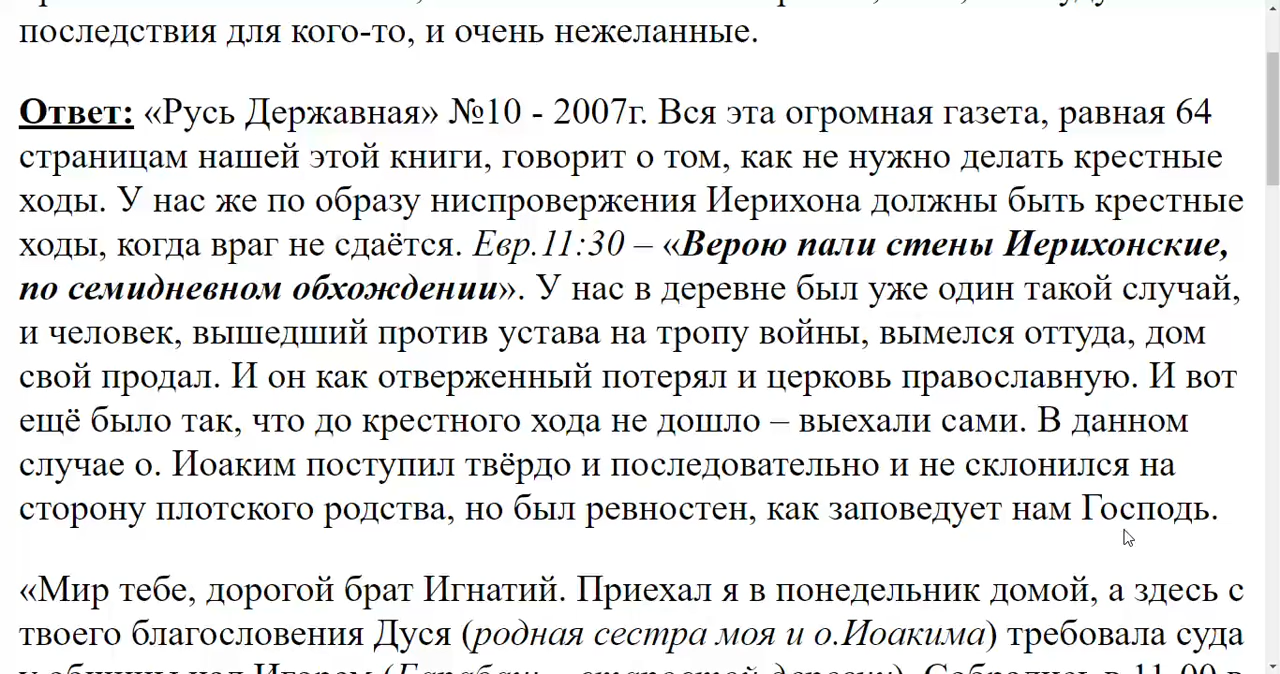 последствия для кого-то, и очень нежеланные.
Ответ: «Русь Державная» №10 - 2007г. Вся эта огромная газета, равная 64
страницам нашей этой книги, говорит о том, как не нужно делать крестные
ходы. У нас же по образу ниспровержения Иерихона должны быть крестные
ходы, когда враг не сдаётся. Евр.11:30 – «Верою пали стены Иерихонские,
по семидневном обхождении». У нас в деревне был уже один такой случай,
и человек, вышедший против устава на тропу войны, вымелся оттуда, дом
свой продал. И он как отверженный потерял и церковь православную. И вот
ещё было так, что до крестного хода не дошло – выехали сами. В данном
случае о. Иоаким поступил твёрдо и последовательно и не склонился на
сторону плотского родства, но был ревностен, как заповедует нам Господь.
«Мир тебе, дорогой брат Игнатий. Приехал я в понедельник домой, а здесь с
твоего благословения Дуся (родная сестра моя и о.Иоакима) требовала суда